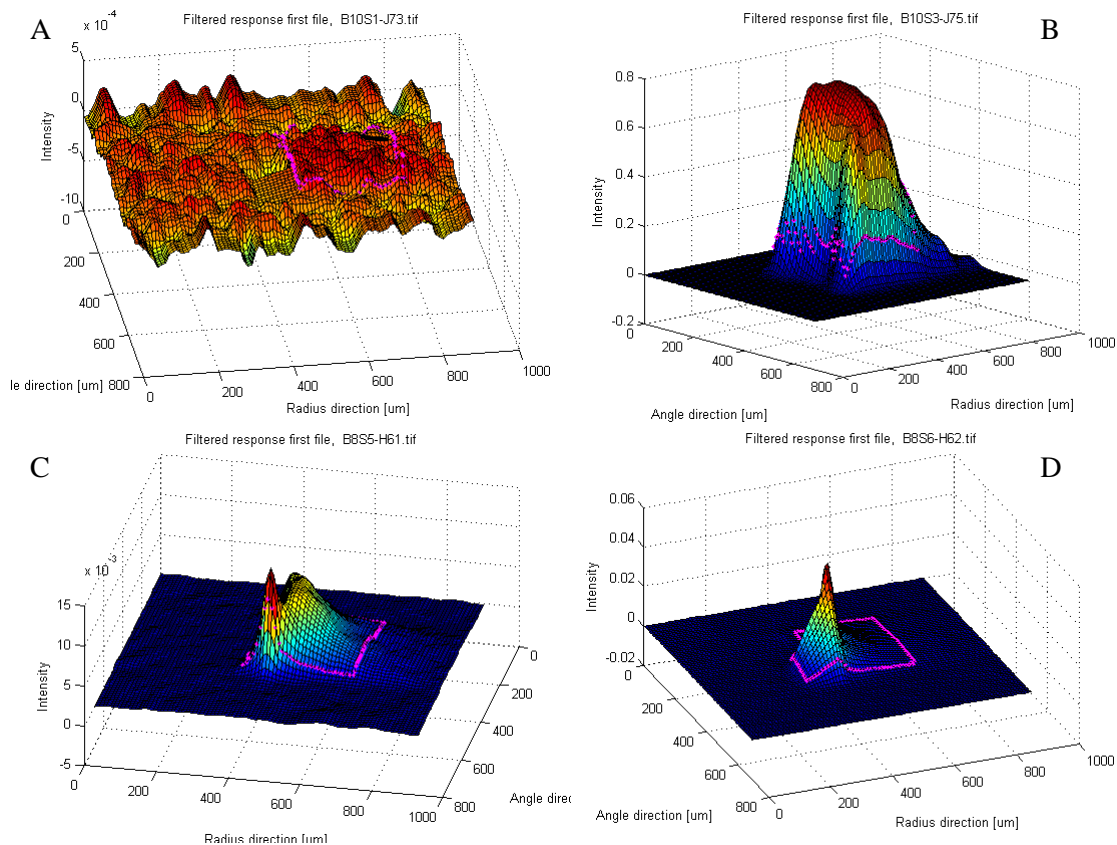 A
Filtered response first file, B10S1-J73.tif
x 10^-4
5
0
-5
-10
Intensity
0
200
400
600
800
le direction [um]
0
200
400
600
800
1000
Radius direction [um]
B
Filtered response first file, B10S3-J75.tif
0.8
0.6
0.4
0.2
0
-0.2
Intensity
0
200
400
600
800
Angle direction [um]
0
200
400
600
800
1000
Radius direction [um]
C
Filtered response first file, B8S5-H61.tif
x 10^-3
15
10
5
0
-5
Intensity
0
200
400
600
800
1000
Radius direction [um]
0
200
400
600
800
Angle direc
D
Filtered response first file, B8S6-H62.tif
0.06
0.04
0.02
0
-0.02
Intensity
0
200
400
600
800
Angle direction [um]
0
200
400
600
800
1000
Radius direction [um]